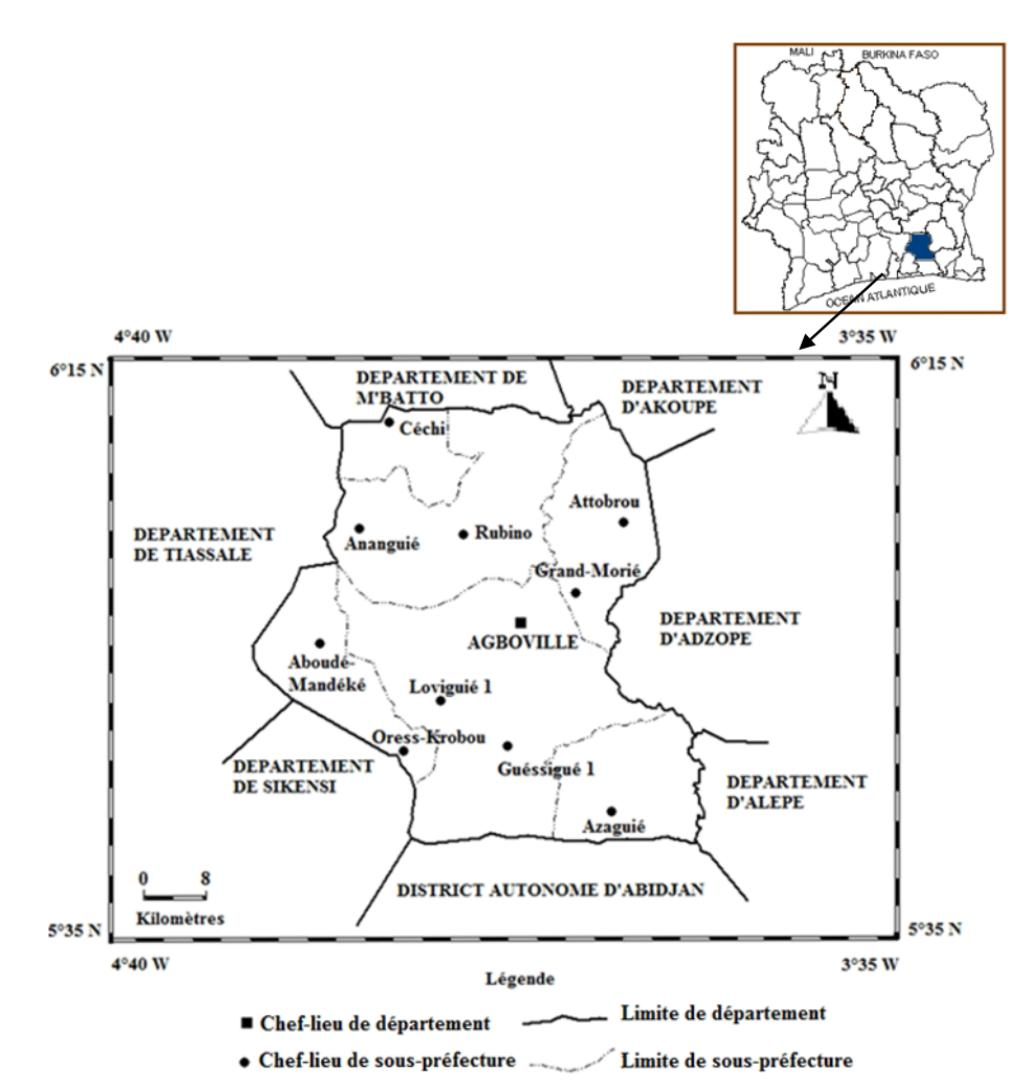 MALI
BURKINA FASO
OCEAN ATLANTIQUE
4°40 W
3°35 W
6°15 N
6°15 N
DEPARTEMENT DE
M'BATTO
DEPARTEMENT
D'AKOUPE
N
Céchi
Attobrou
DEPARTEMENT
DE TIASSALE
Ananguié
Rubino
Grand-Morié
DEPARTEMENT
D'ADZOPE
AGBOVILLE
Aboudé-
Mandéké
Loviguié 1
Oress-Krobou
Guéssigué 1
DEPARTEMENT
DE SIKENSI
DEPARTEMENT
D'ALEPE
Azaguié
0 8
Kilomètres
DISTRICT AUTONOME D'ABIDJAN
5°35 N
5°35 N
4°40 W
3°35 W
Légende
Chef-lieu de département
Limite de département
Chef-lieu de sous-préfecture
Limite de sous-préfecture